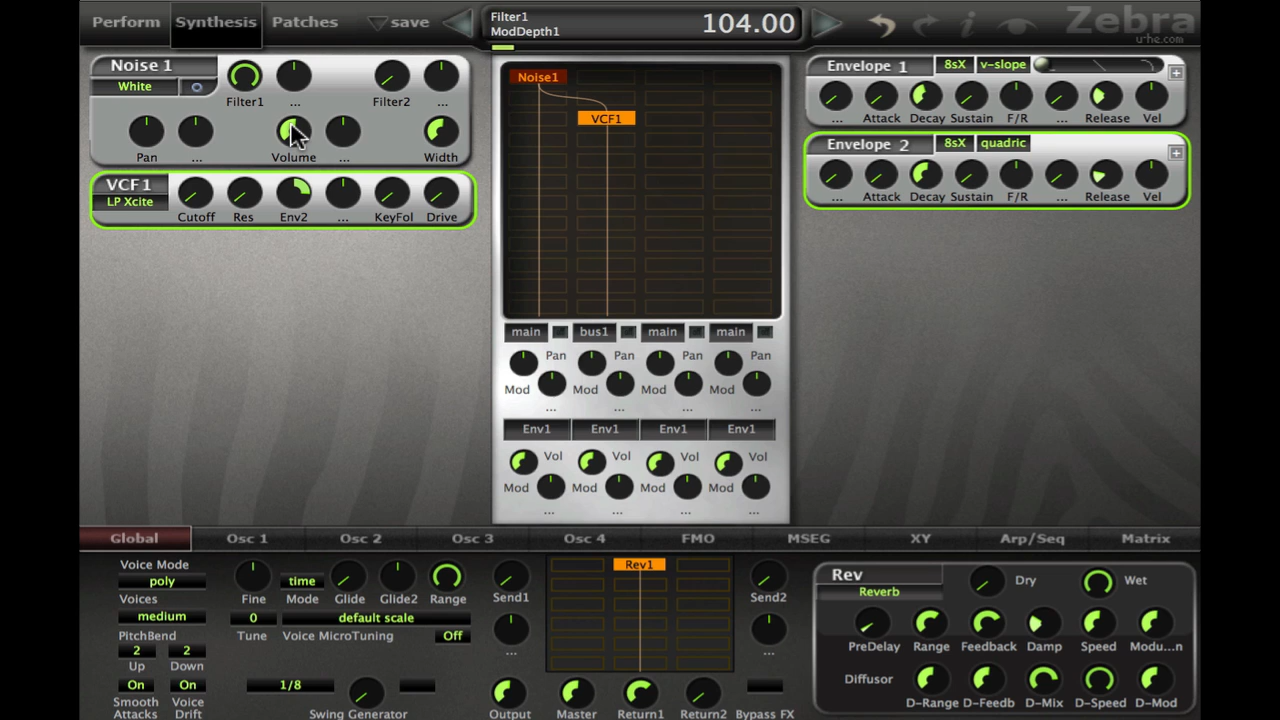 Perform Synthesis Patches save
Filter1 104.00
ModDepth1
Zebra
u-he.com
Noise 1
White
Filter1 ... Filter2 ...
Pan ... Volume ... Width
VCF1
LP Xcite
Cutoff Res Env2 ... KeyFol Drive
Noise1
VCF1
main bus1 main main
Pan Pan Pan Pan
Mod Mod Mod Mod
... ... ... ...
Env1 Env1 Env1 Env1
Vol Vol Vol Vol
Mod Mod Mod Mod
... ... ... ...
Envelope 1 8sX v-slope
... Attack Decay Sustain F/R ... Release Vel
Envelope 2 8sX quadric
... Attack Decay Sustain F/R ... Release Vel
Global Osc 1 Osc 2 Osc 3 Osc 4 FMO MSEG XY Arp/Seq Matrix
Voice Mode
poly
Voices
medium
PitchBend
2 2
Up Down
On On
Smooth Attacks Voice Drift
time
Fine Mode Glide Glide2 Range
0 default scale
Tune Voice MicroTuning Off
1/8
Swing Generator
Send1
...
Rev1
Send2
...
Output Master Return1 Return2 Bypass FX
Rev
Reverb
Dry Wet
PreDelay Range Feedback Damp Speed Modu...n
Diffusor
D-Range D-Feedb D-Mix D-Speed D-Mod